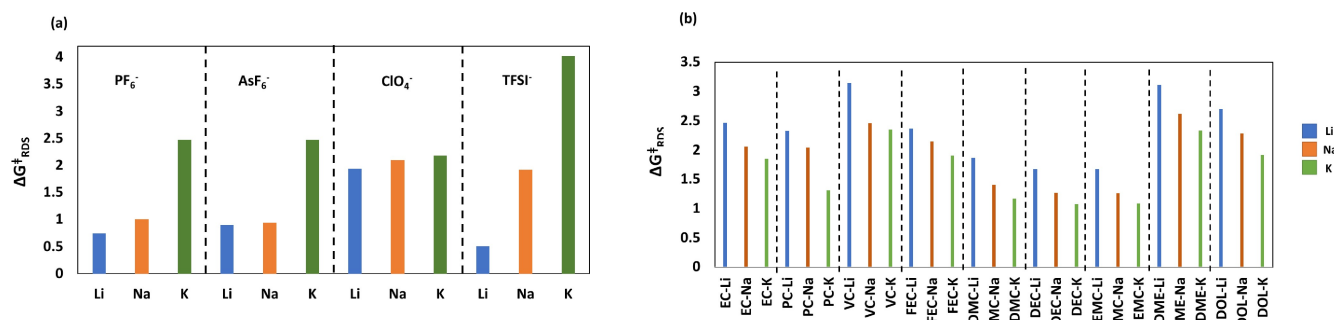 (a)
ΔG‡RDS
4
3.5
3
2.5
2
1.5
1
0.5
0
PF6-
AsF6-
ClO4-
TFSI-
Li Na K Li Na K Li Na K Li Na K
(b)
ΔG‡RDS
3.5
3
2.5
2
1.5
1
0.5
0
EC-Li
EC-Na
EC-K
PC-Li
PC-Na
PC-K
VC-Li
VC-Na
VC-K
FEC-Li
FEC-Na
FEC-K
DMC-Li
DMC-Na
DMC-K
DEC-Li
DEC-Na
DEC-K
EMC-Li
EMC-Na
EMC-K
DME-Li
DME-Na
DME-K
DOL-Li
DOL-Na
DOL-K
Li
Na
K